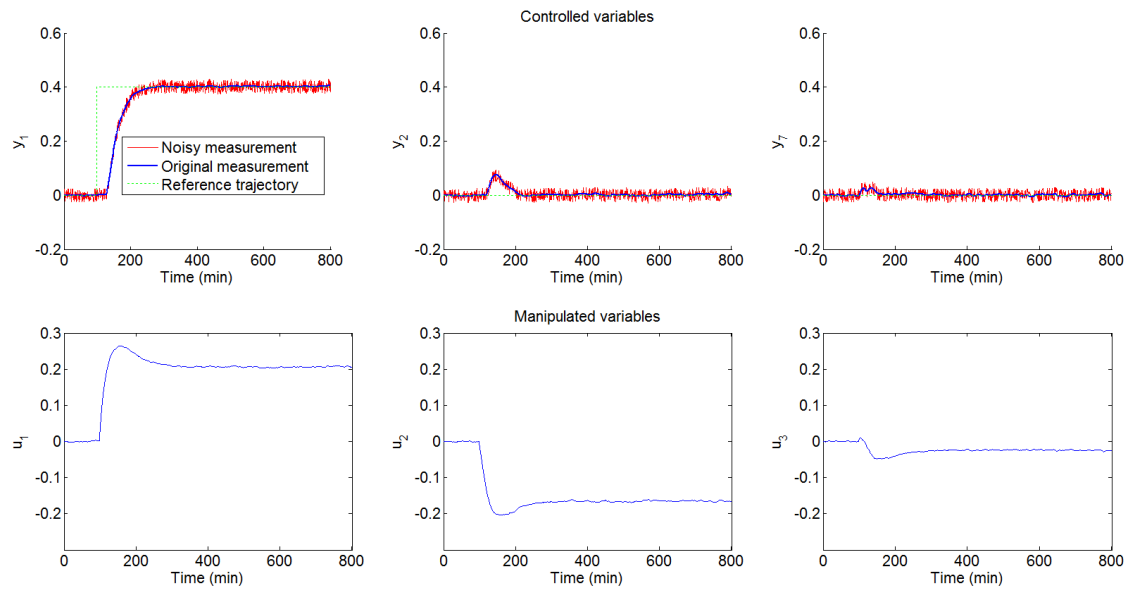 Controlled variables
0.6
0.4
0.2
0
-0.2
y1
0 200 400 600 800
Time (min)
Noisy measurement
Original measurement
Reference trajectory
0.6
0.4
0.2
0
-0.2
y2
0 200 400 600 800
Time (min)
0.6
0.4
0.2
0
-0.2
y7
0 200 400 600 800
Time (min)
Manipulated variables
0.3
0.2
0.1
0
-0.1
-0.2
u1
0 200 400 600 800
Time (min)
0.3
0.2
0.1
0
-0.1
-0.2
u2
0 200 400 600 800
Time (min)
0.3
0.2
0.1
0
-0.1
-0.2
u3
0 200 400 600 800
Time (min)